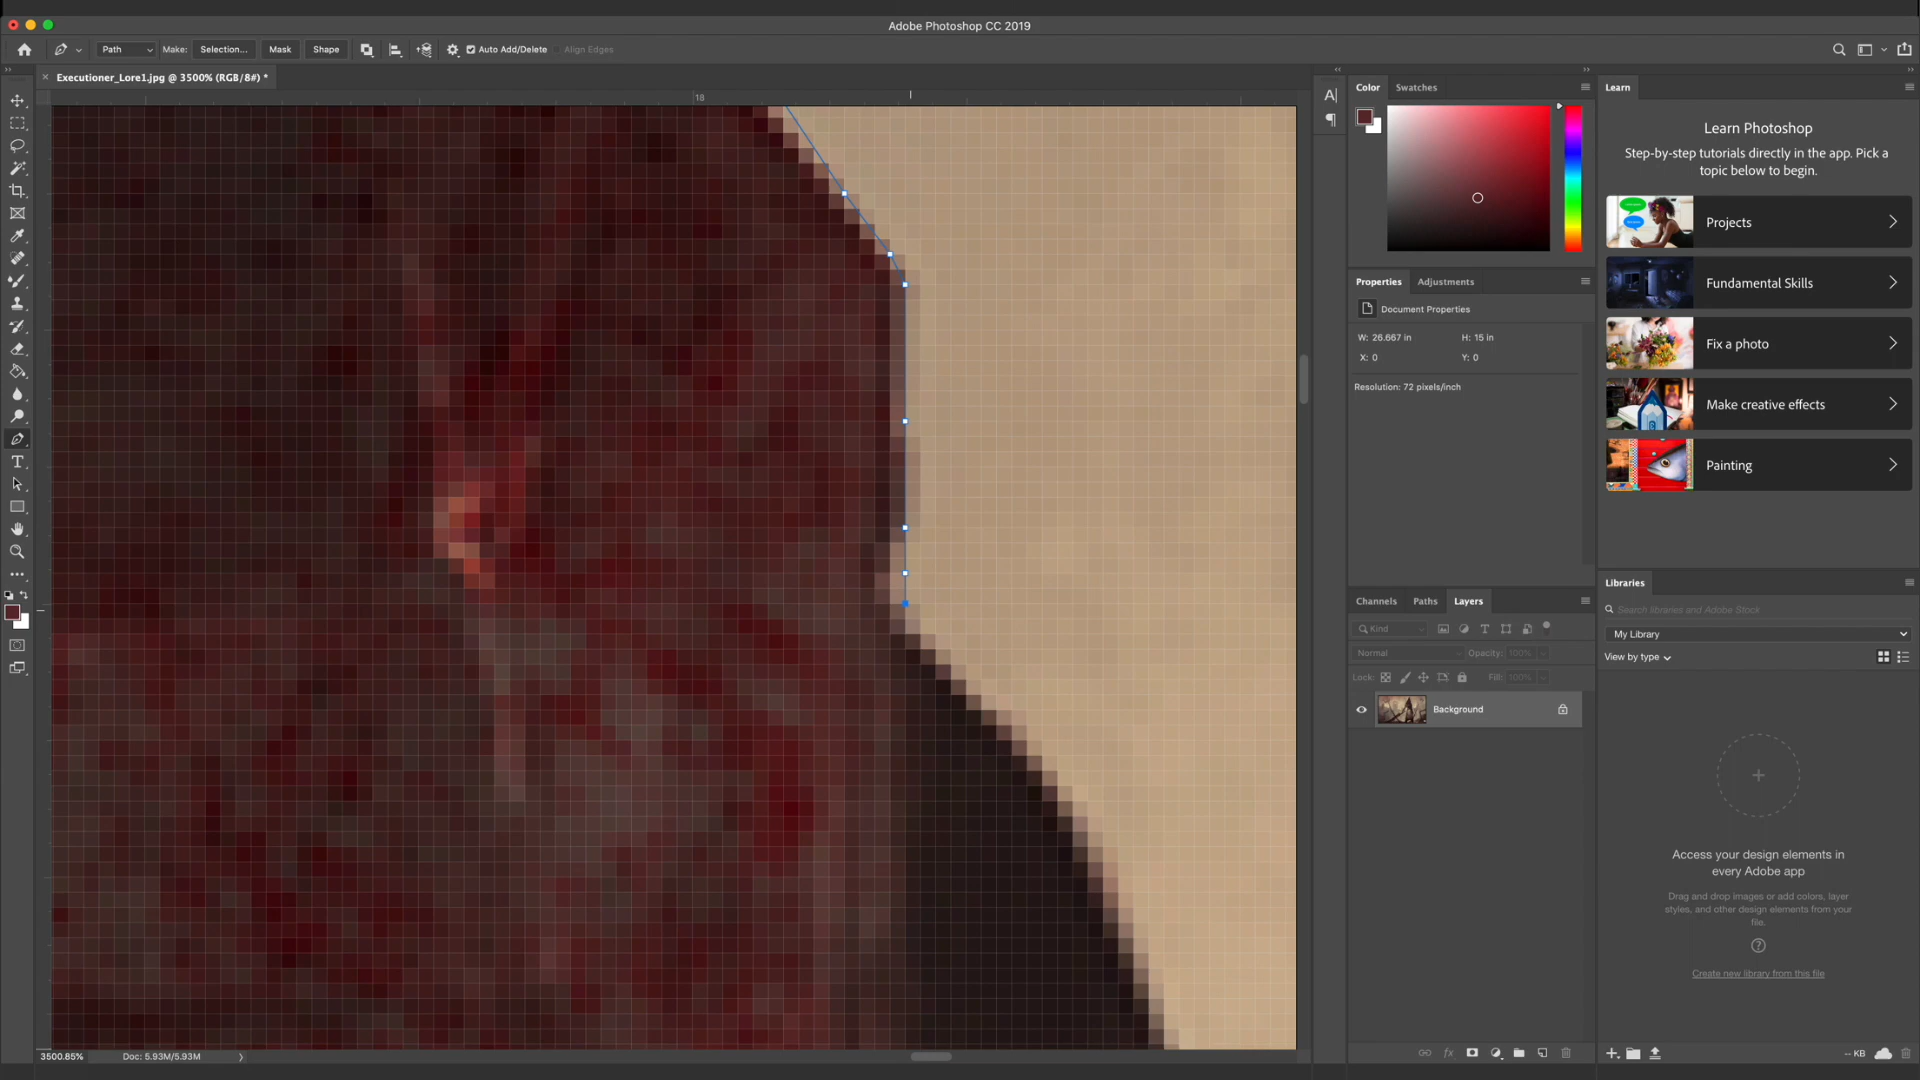 Adobe Photoshop CC 2019
Path
Make:
Selection...
Mask
Shape
Auto Add/Delete
Align Edges
Executioner_Lore1.jpg @ 3500% (RGB/8#) *
18
Color
Swatches
Properties
Adjustments
Document Properties
W: 26.667 in
H: 15 in
X: 0
Y: 0
Resolution: 72 pixels/inch
Channels
Paths
Layers
Kind
Normal
Opacity: 100%
Lock:
Fill: 100%
Background
Learn
Learn Photoshop
Step-by-step tutorials directly in the app. Pick a
topic below to begin.
Projects
Fundamental Skills
Fix a photo
Make creative effects
Painting
Libraries
Search libraries and Adobe Stock
My Library
View by type
Access your design elements in
every Adobe app
Drag and drop images or add colors, layer
styles, and other design elements from your
file.
Create new library from this file
3500.85%
Doc: 5.93M/5.93M
-- KB